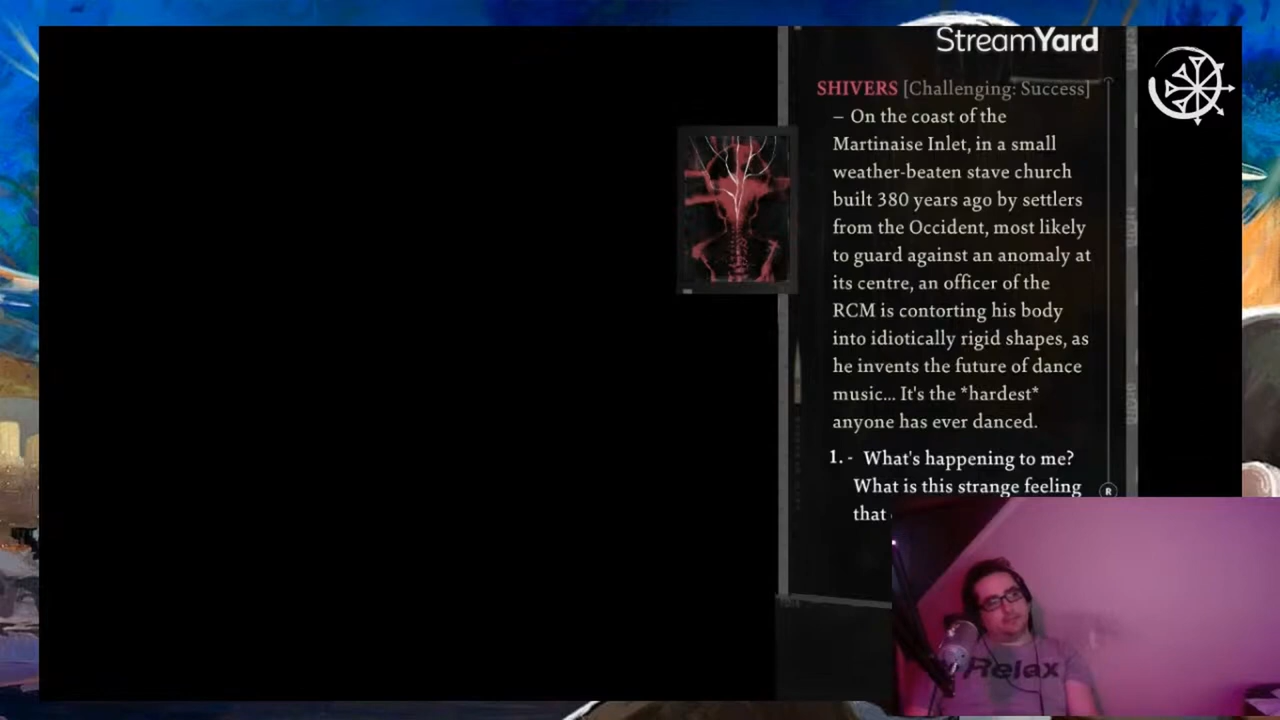 StreamYard
SHIVERS [Challenging: Success]
– On the coast of the
Martinaise Inlet, in a small
weather-beaten stave church
built 380 years ago by settlers
from the Occident, most likely
to guard against an anomaly at
its centre, an officer of the
RCM is contorting his body
into idiotically rigid shapes, as
he invents the future of dance
music... It's the *hardest*
anyone has ever danced.
1. - What's happening to me?
What is this strange feeling
that
R
Relax